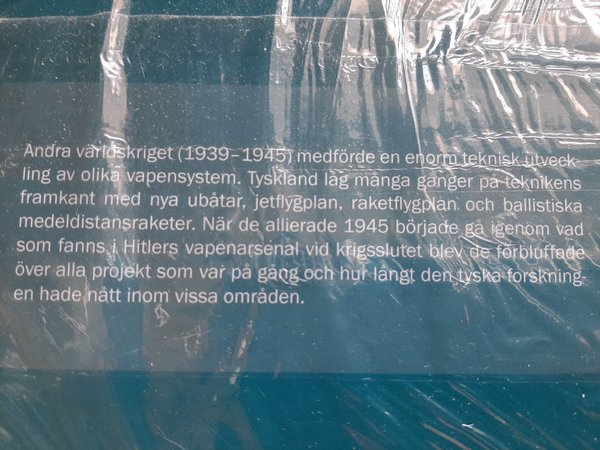 Andra världskriget (1939–1945) medförde en enorm teknisk utveck-
ling av olika vapensystem. Tyskland låg många gånger på teknikens
framkant med nya ubåtar, jetflygplan, raketflygplan och ballistiska
medeldistansraketer. När de allierade 1945 började gå igenom vad
som fanns i Hitlers vapenarsenal vid krigsslutet blev de förbluffade
över alla projekt som var på gång och hur långt den tyska forskning-
en hade nått inom vissa områden.